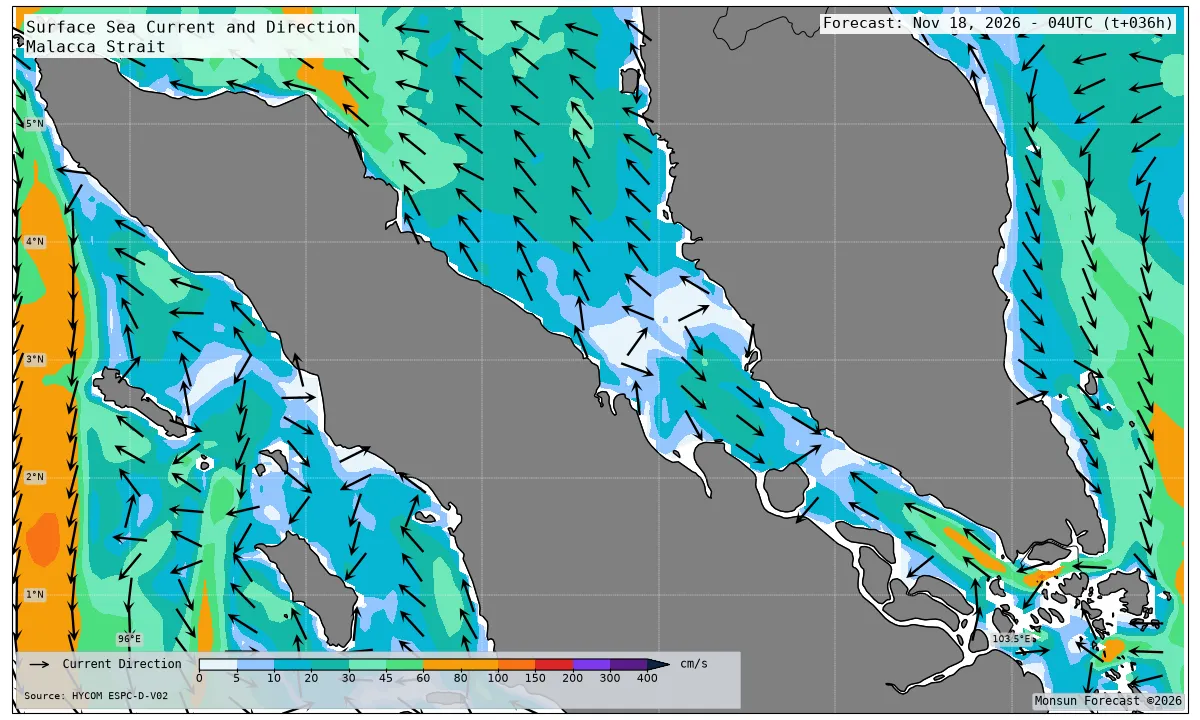 Surface Sea Current and Direction
Malacca Strait
Forecast: Nov 18, 2026 - 04UTC (t+036h)
5°N
4°N
3°N
2°N
1°N
96°E
103.5°E
Current Direction
0 5 10 20 30 45 60 80 100 150 200 300 400
cm/s
Source: HYCOM ESPC-D-V02
Monsun Forecast ©2026